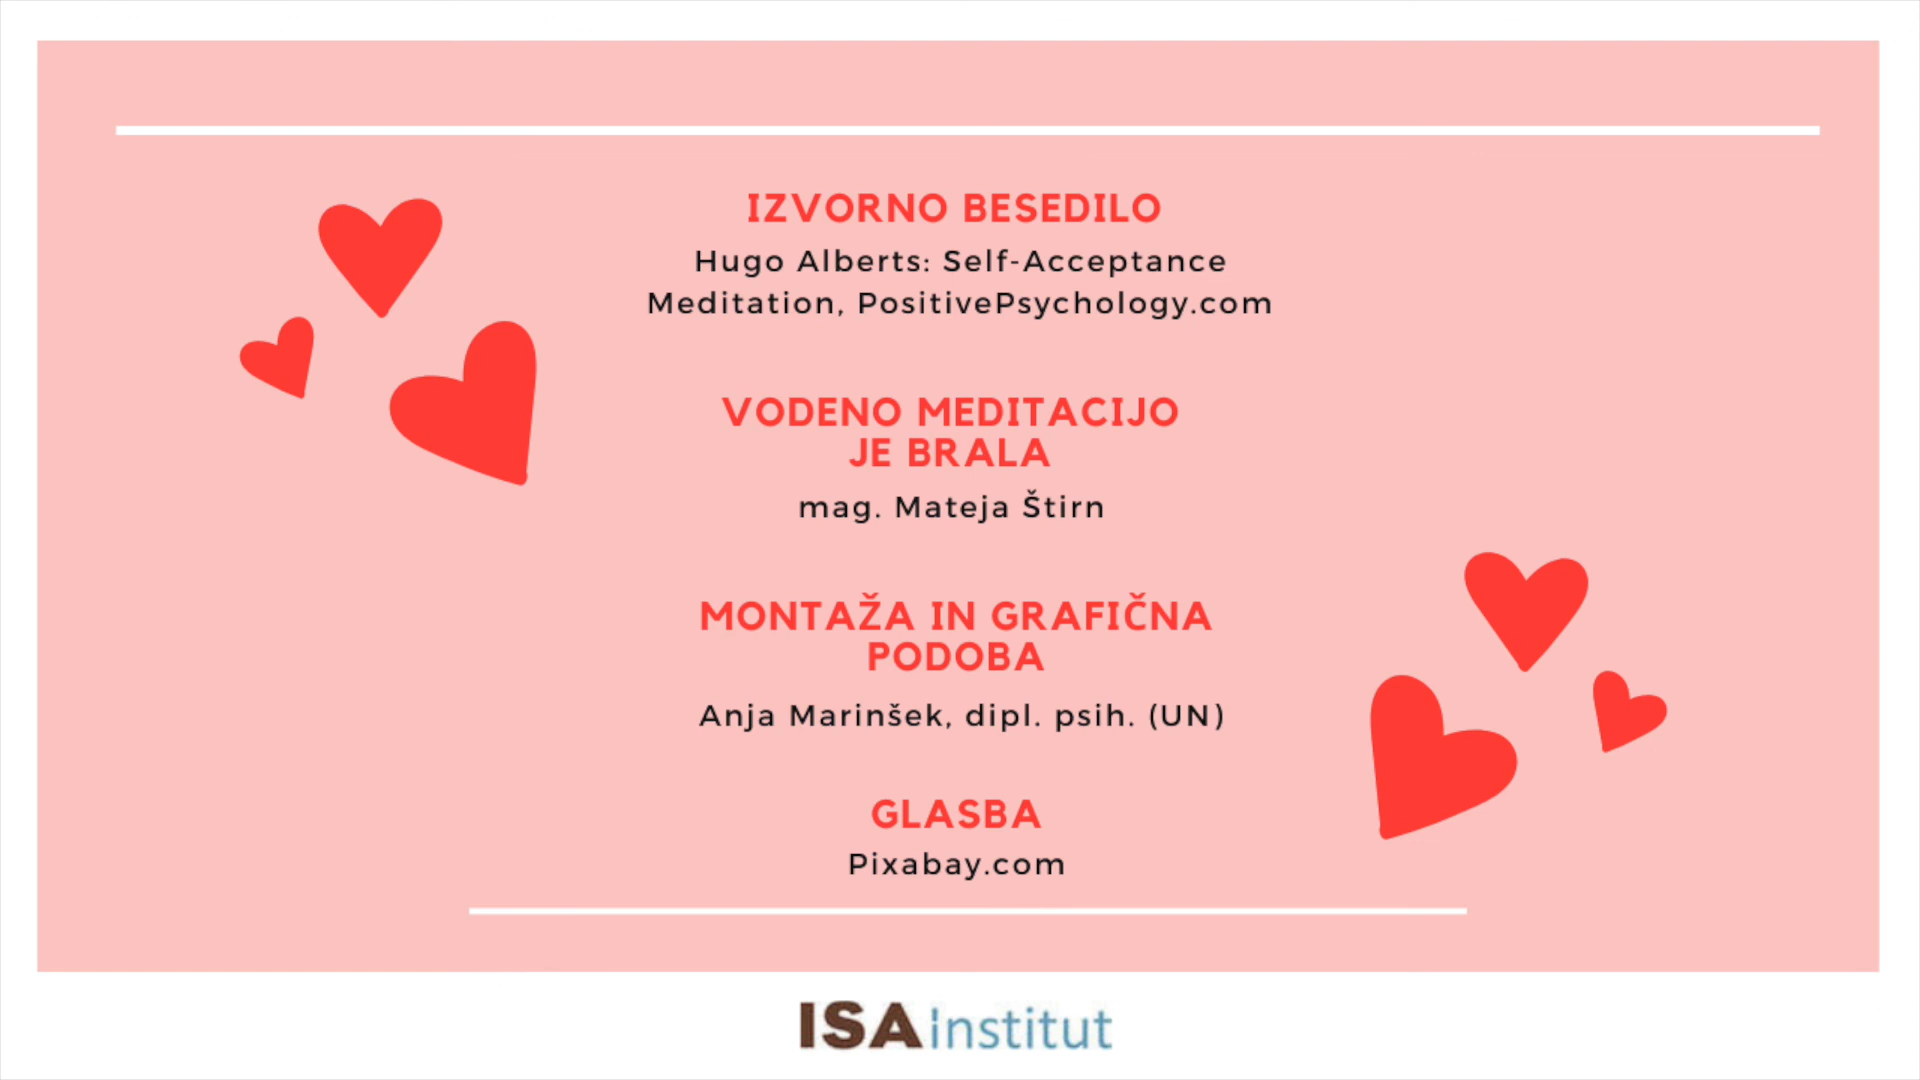 IZVORNO BESEDILO
Hugo Alberts: Self-Acceptance
Meditation, PositivePsychology.com
VODENO MEDITACIJO
JE BRALA
mag. Mateja Štirn
MONTAŽA IN GRAFIČNA
PODOBA
Anja Marinšek, dipl. psih. (UN)
GLASBA
Pixabay.com
ISA institut